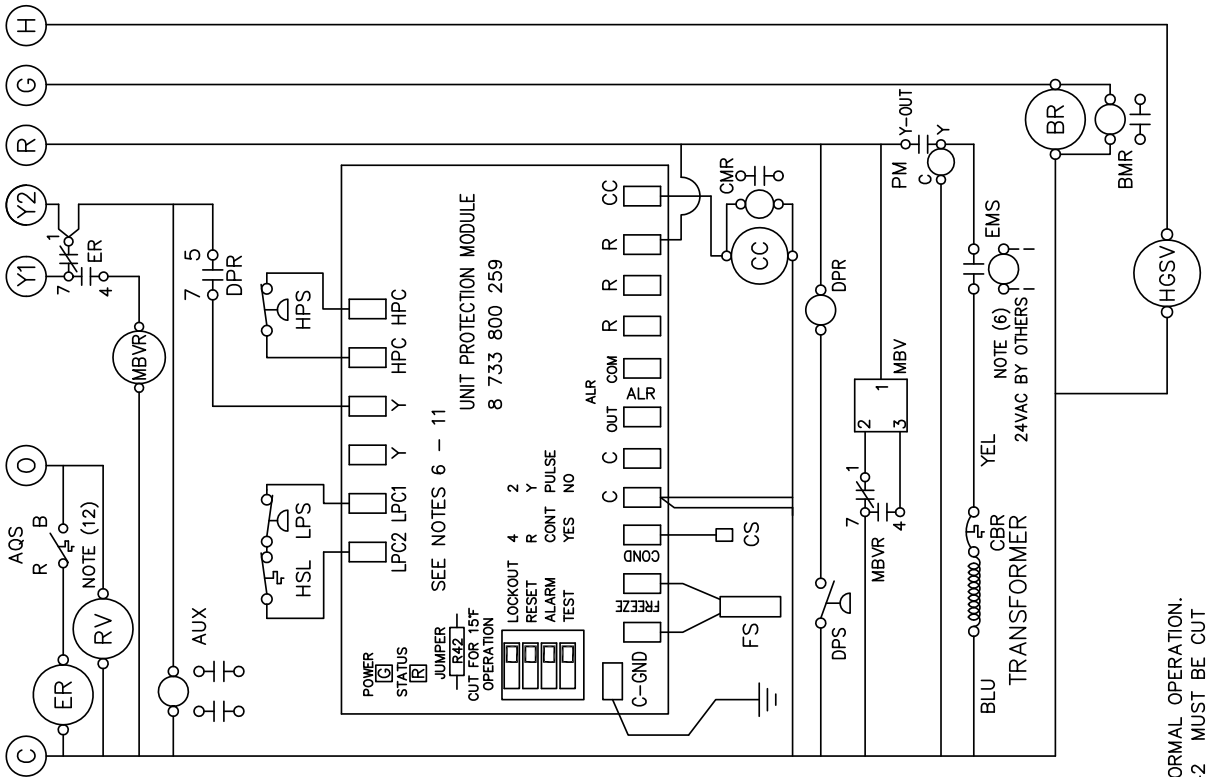 C
O
Y1
Y2
R
G
H
AQS
R
B
NOTE (12)
ER
RV
AUX
MBVR
7
1
4
ER
7
5
DPR
HSL
LPS
HPS
LPC2
LPC1
Y
Y
HPC
HPC
POWER
G
STATUS
R
JUMPER
R42
CUT FOR 15°F
OPERATION
SEE NOTES 6 - 11
UNIT PROTECTION MODULE
8 733 800 259
LOCKOUT 4 2
RESET R Y
ALARM CONT PULSE
TEST YES NO
C-GND
FREEZE
COND
C
C
OUT
ALR
COM
ALR
R
R
R
CC
FS
CS
CC
CMR
DPS
DPR
MBVR
7
1
4
2
3
1
MBV
PM
Y-OUT
C
Y
BLU
TRANSFORMER
CBR
YEL
EMS
NOTE (6)
24VAC BY OTHERS
BR
BMR
HGSV
ORMAL OPERATION.
2 MUST BE CUT